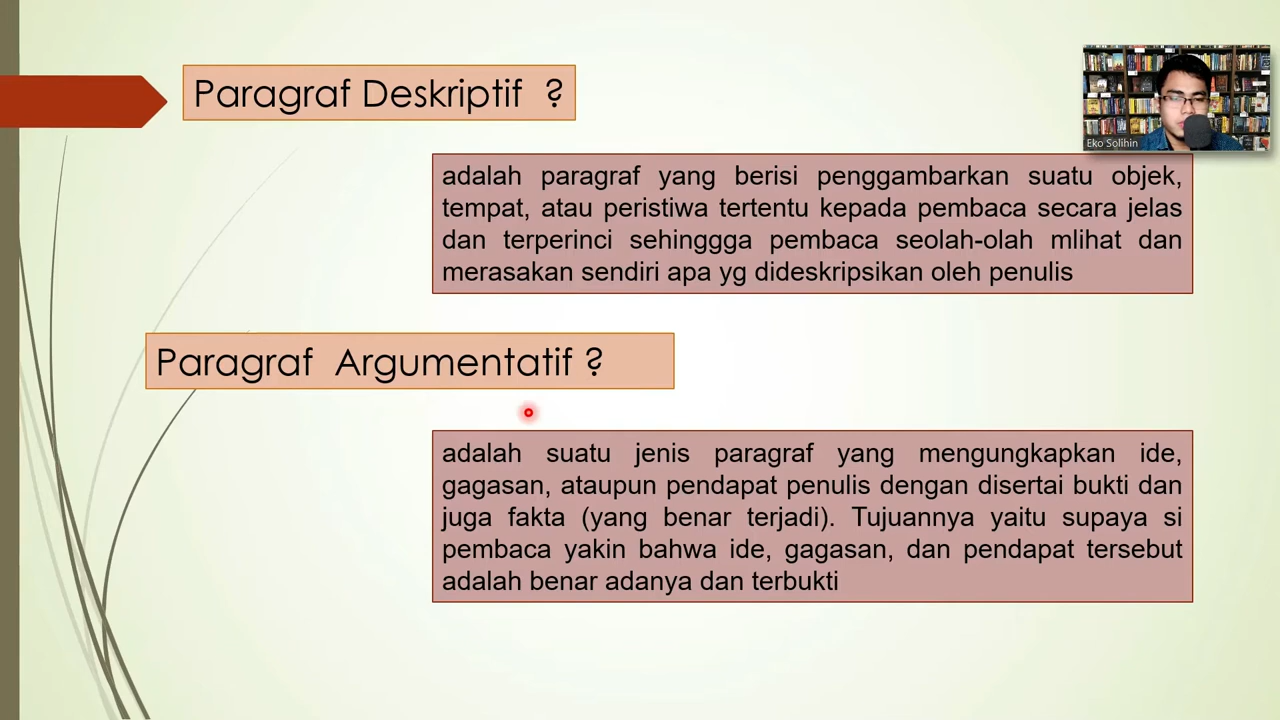 Paragraf Deskriptif ?
Eko Solihin
adalah paragraf yang berisi penggambarkan suatu objek,
tempat, atau peristiwa tertentu kepada pembaca secara jelas
dan terperinci sehinggga pembaca seolah-olah mlihat dan
merasakan sendiri apa yg dideskripsikan oleh penulis
Paragraf Argumentatif ?
adalah suatu jenis paragraf yang mengungkapkan ide,
gagasan, ataupun pendapat penulis dengan disertai bukti dan
juga fakta (yang benar terjadi). Tujuannya yaitu supaya si
pembaca yakin bahwa ide, gagasan, dan pendapat tersebut
adalah benar adanya dan terbukti